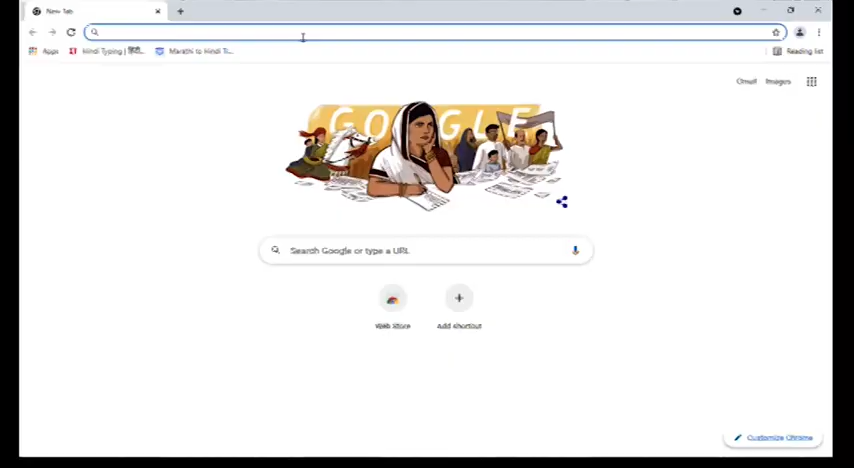 New Tab
Apps
Hindi Typing | हिंदी...
Marathi to Hindi Tr...
Reading list
Gmail
Images
GOOGLE
Search Google or type a URL
Web Store
Add shortcut
Customize Chrome